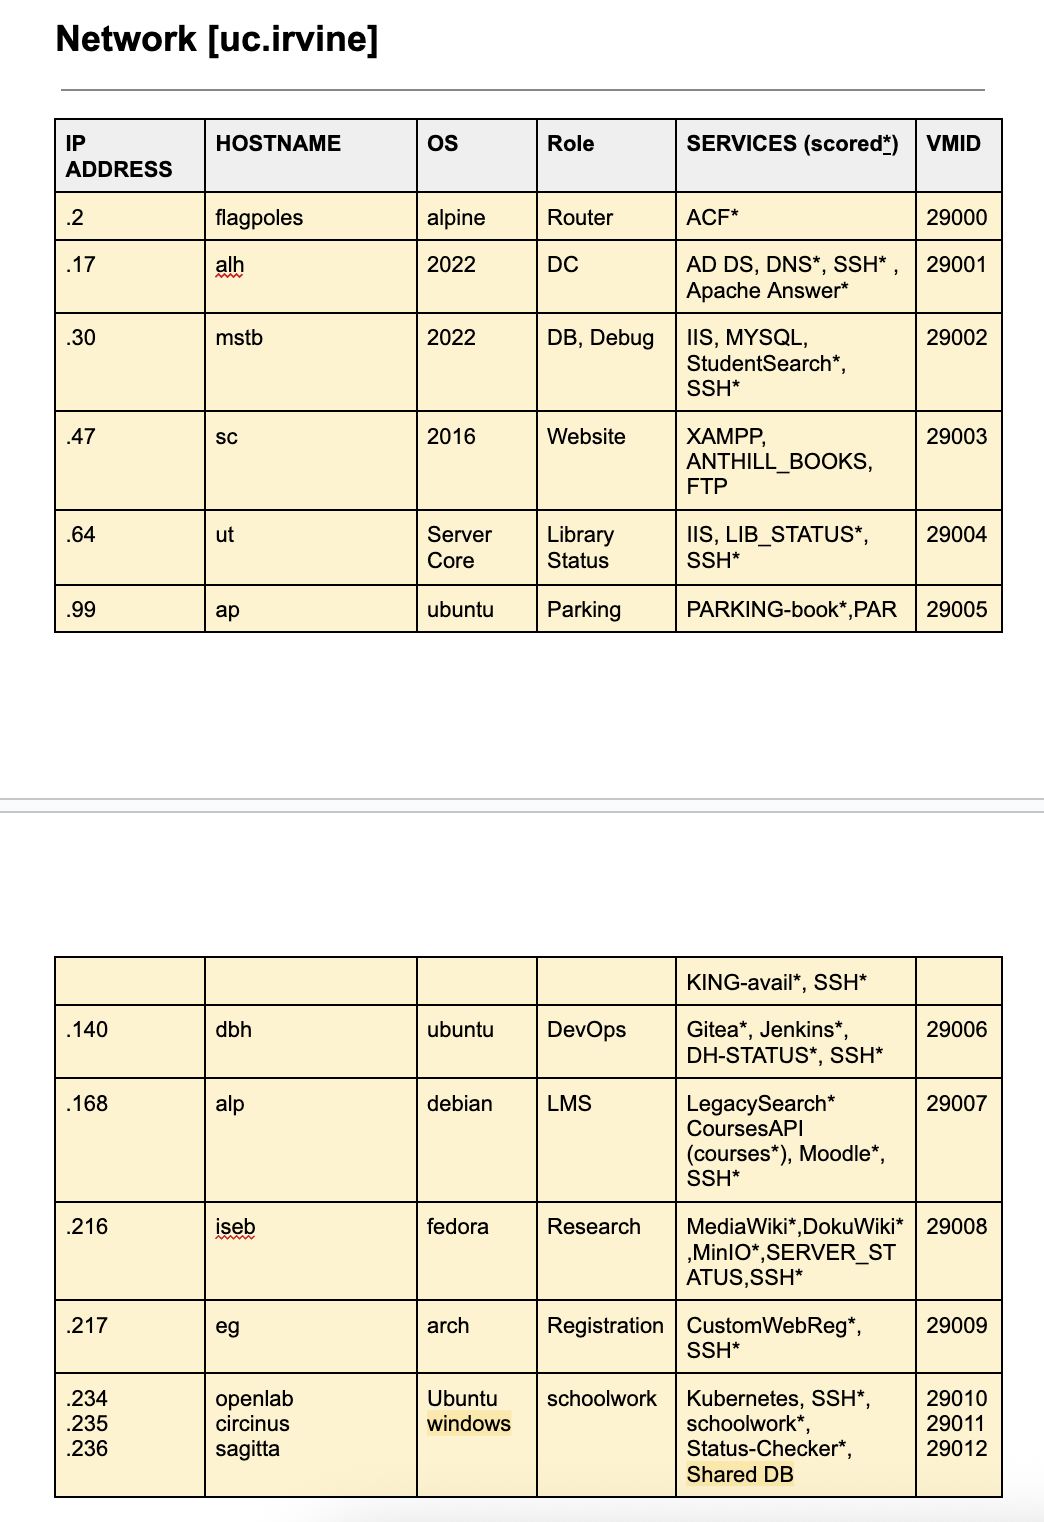 Network [uc.irvine]
IP ADDRESS HOSTNAME OS Role SERVICES (scored*) VMID
.2 flagpoles alpine Router ACF* 29000
.17 alh 2022 DC AD DS, DNS*, SSH* , 29001
Apache Answer*
.30 mstb 2022 DB, Debug IIS, MYSQL, 29002
StudentSearch*,
SSH*
.47 sc 2016 Website XAMPP, 29003
ANTHILL_BOOKS,
FTP
.64 ut Server Library IIS, LIB_STATUS*, 29004
Core Status SSH*
.99 ap ubuntu Parking PARKING-book*,PAR 29005
KING-avail*, SSH*
.140 dbh ubuntu DevOps Gitea*, Jenkins*, 29006
DH-STATUS*, SSH*
.168 alp debian LMS LegacySearch* 29007
CoursesAPI
(courses*), Moodle*,
SSH*
.216 iseb fedora Research MediaWiki*,DokuWiki* 29008
,MinIO*,SERVER_ST
ATUS,SSH*
.217 eg arch Registration CustomWebReg*, 29009
SSH*
.234 openlab Ubuntu schoolwork Kubernetes, SSH*, 29010
.235 circinus windows schoolwork*, 29011
.236 sagitta Status-Checker*, 29012
Shared DB